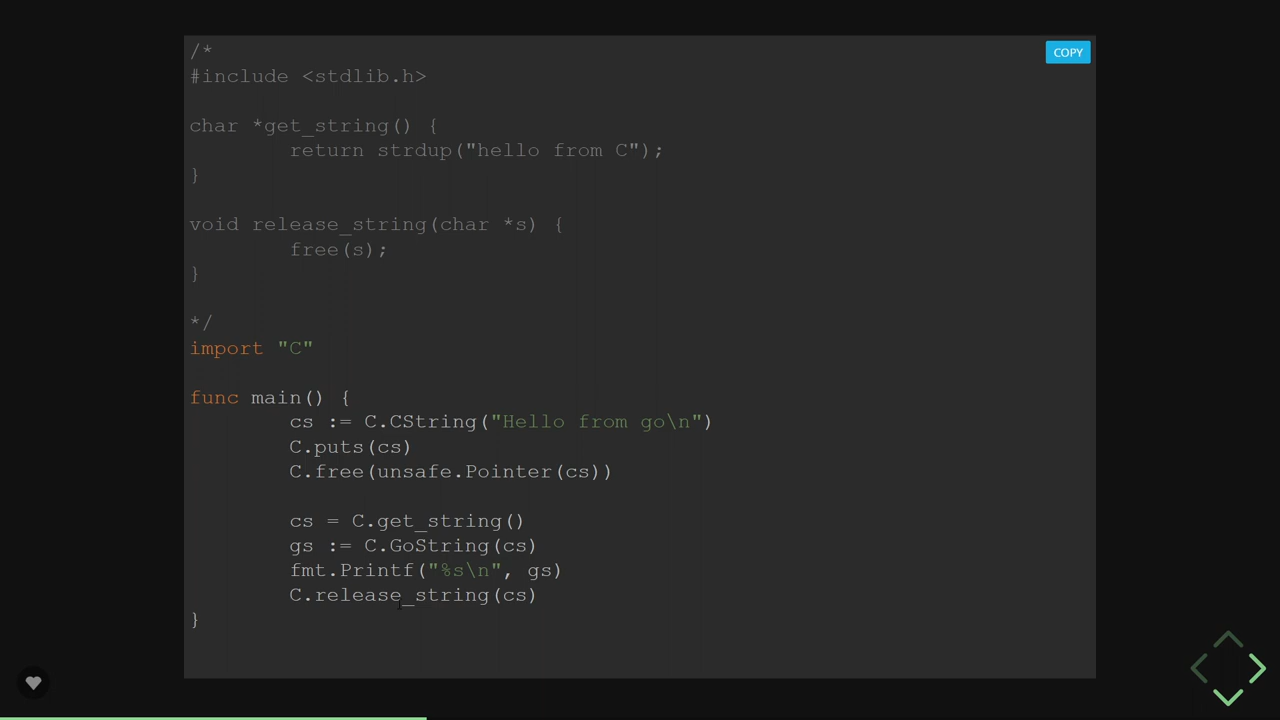 /*
COPY
#include <stdlib.h>
char *get_string() {
return strdup("hello from C");
}
void release_string(char *s) {
free(s);
}
*/
import "C"
func main() {
cs := C.CString("Hello from go\n")
C.puts(cs)
C.free(unsafe.Pointer(cs))
cs = C.get_string()
gs := C.GoString(cs)
fmt.Printf("%s\n", gs)
C.release_string(cs)
}